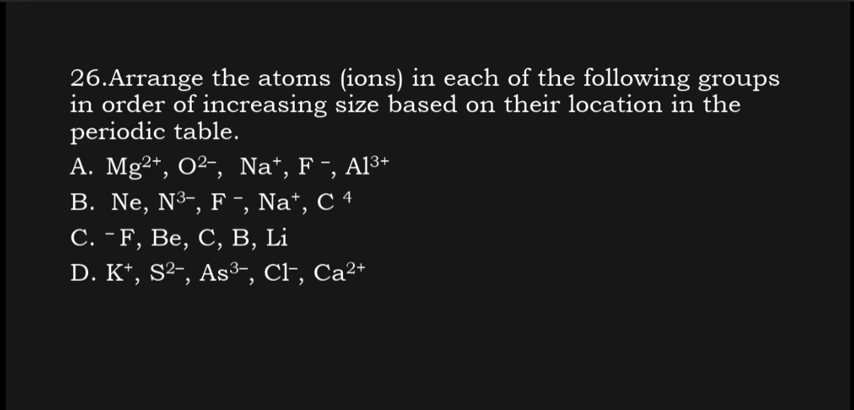 26.Arrange the atoms (ions) in each of the following groups
in order of increasing size based on their location in the
periodic table.
A. Mg²⁺, O²⁻, Na⁺, F ⁻, Al³⁺
B. Ne, N³⁻, F ⁻, Na⁺, C ⁴
C. ⁻F, Be, C, B, Li
D. K⁺, S²⁻, As³⁻, Cl⁻, Ca²⁺